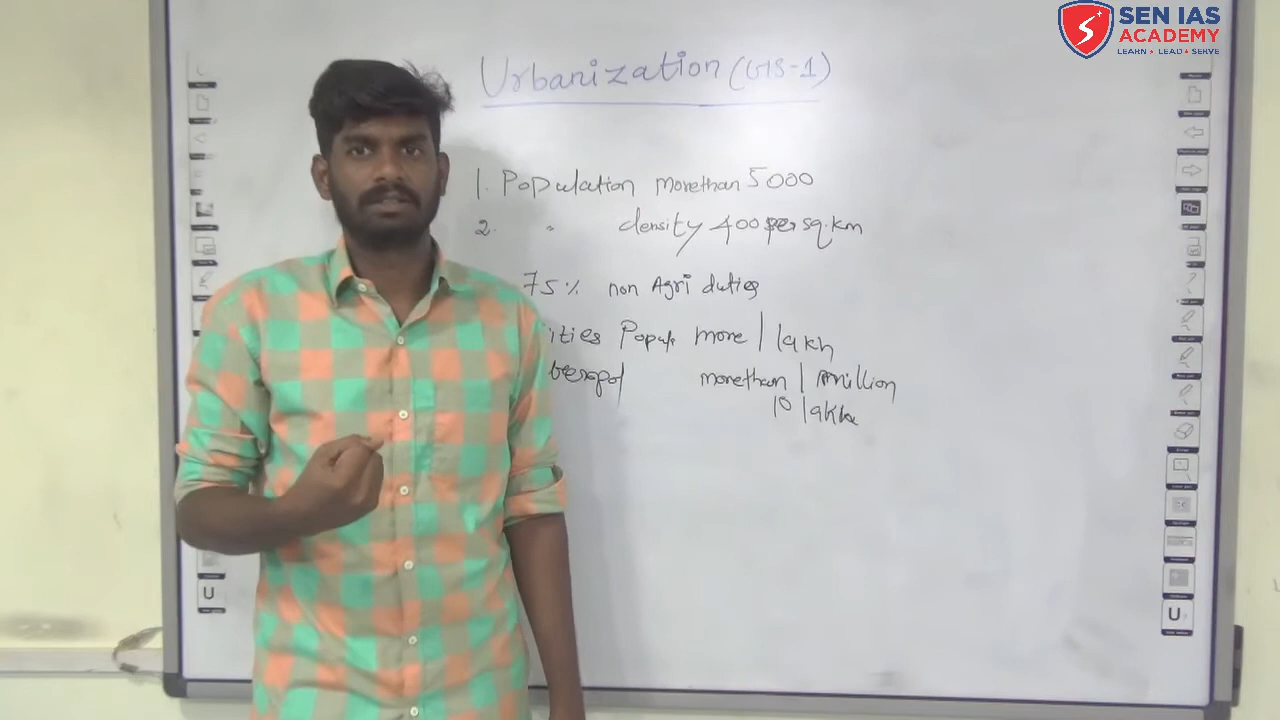 SEN IAS
ACADEMY
LEARN ★ LEAD ★ SERVE
Urbanization (GS-1)
1. Population morethan 5000
2. " density 400 per sq.km
75% non Agri duties
ities Popu. more 1 lakh
morethan 1 million
10 lakh
U
U